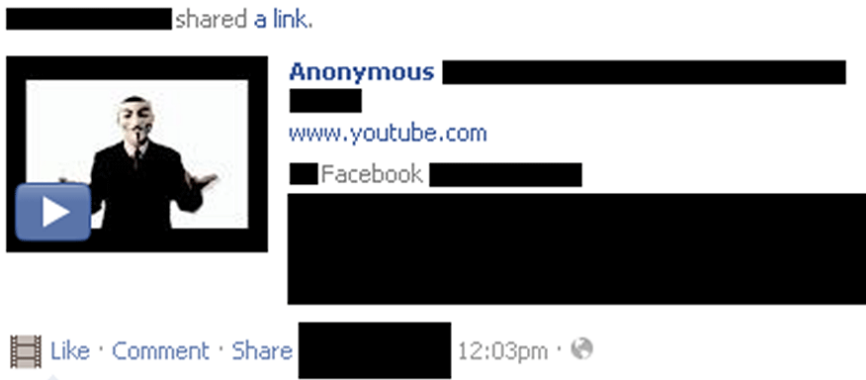 shared a link.
Anonymous
www.youtube.com
Facebook
Like · Comment · Share 12:03pm ·